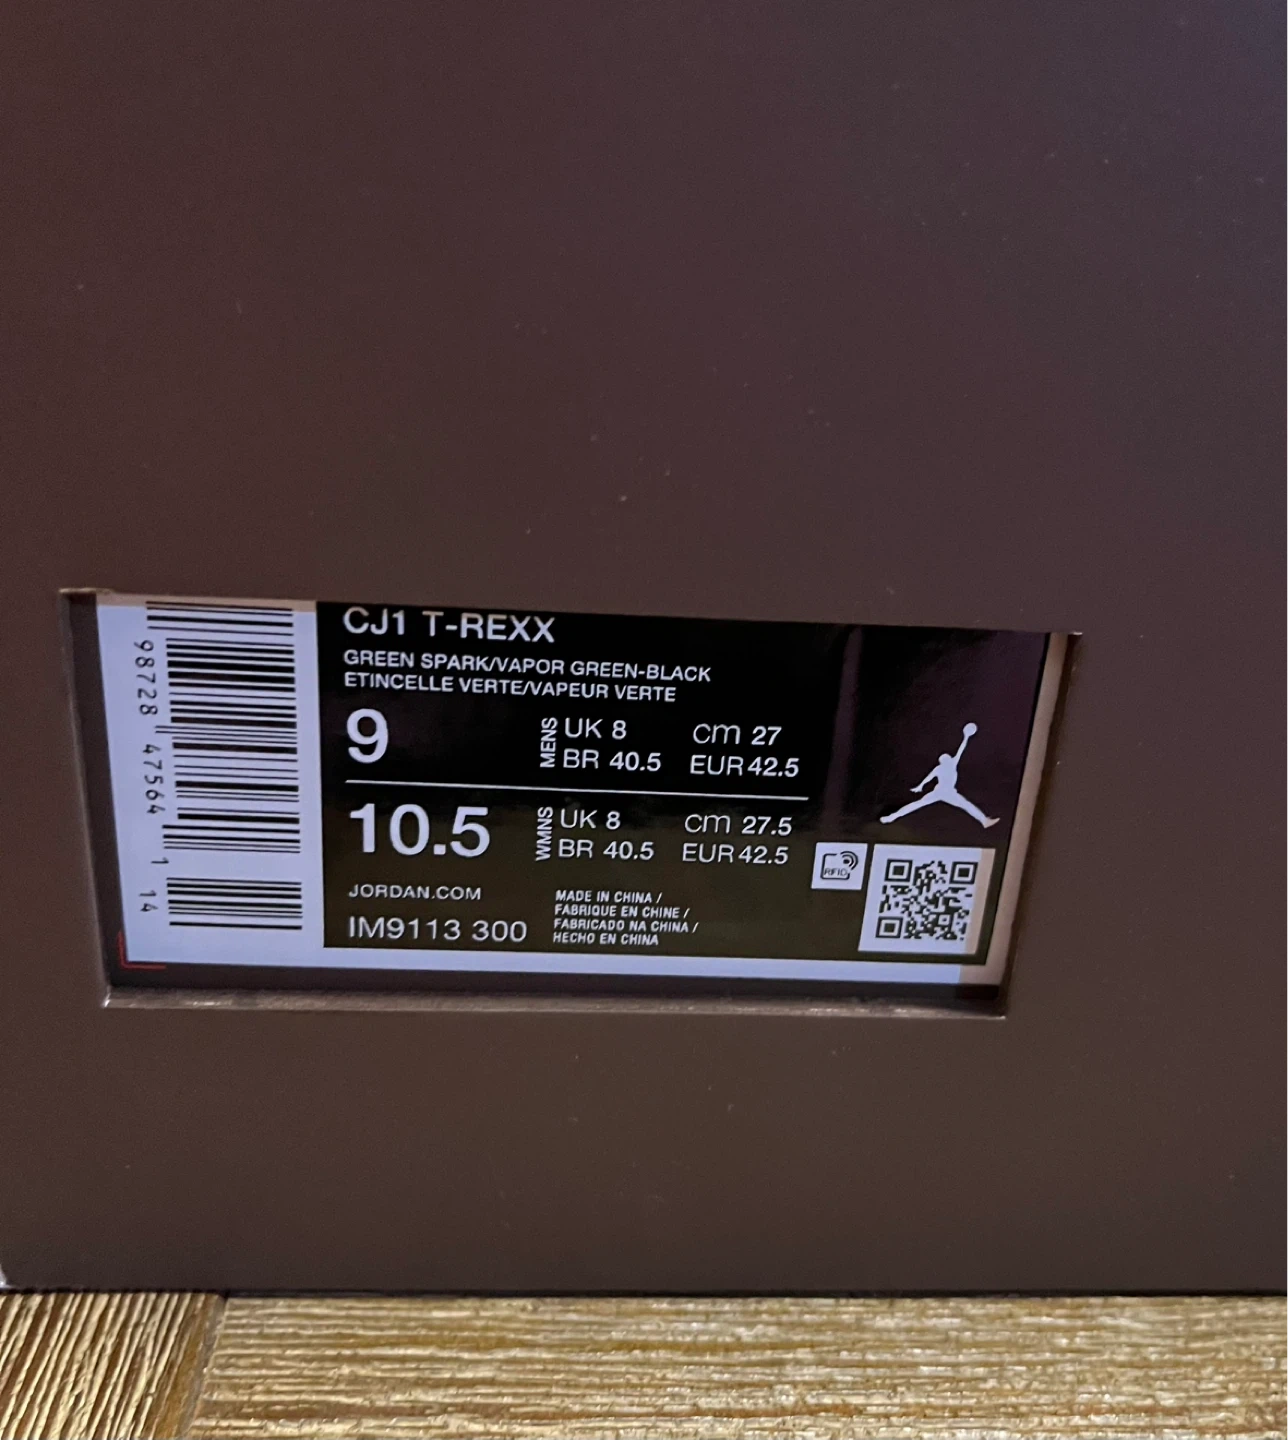 CJ1 T-REXX
GREEN SPARK/VAPOR GREEN-BLACK
ETINCELLE VERTE/VAPEUR VERTE
9
MENS
UK 8 cm 27
BR 40.5 EUR 42.5
10.5
WMNS
UK 8 cm 27.5
BR 40.5 EUR 42.5
JORDAN.COM
IM9113 300
MADE IN CHINA /
FABRIQUE EN CHINE /
FABRICADO NA CHINA /
HECHO EN CHINA
RFID
98728 47564 1 14